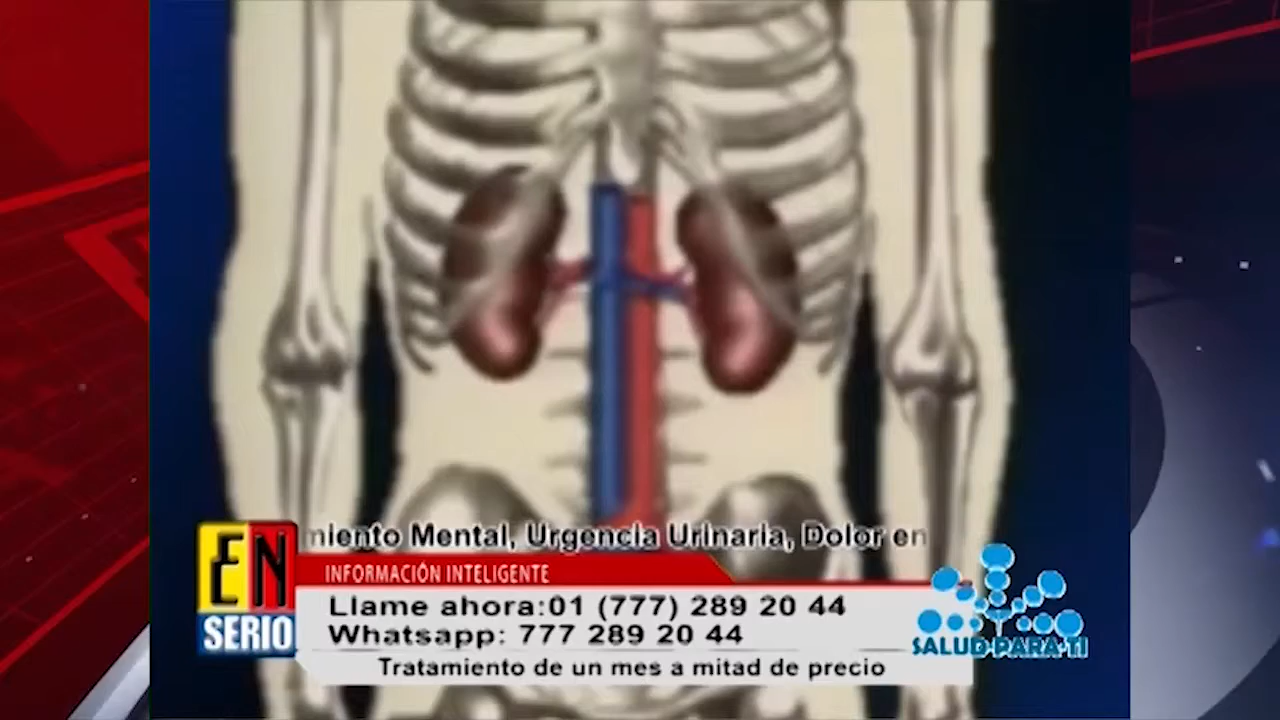 Mental, Urgencia Urinaria, Dolor en
EN
SERIO
INFORMACIÓN INTELIGENTE
Llame ahora:01 (777) 289 20 44
Whatsapp: 777 289 20 44
Tratamiento de un mes a mitad de precio
SALUD PARA TI